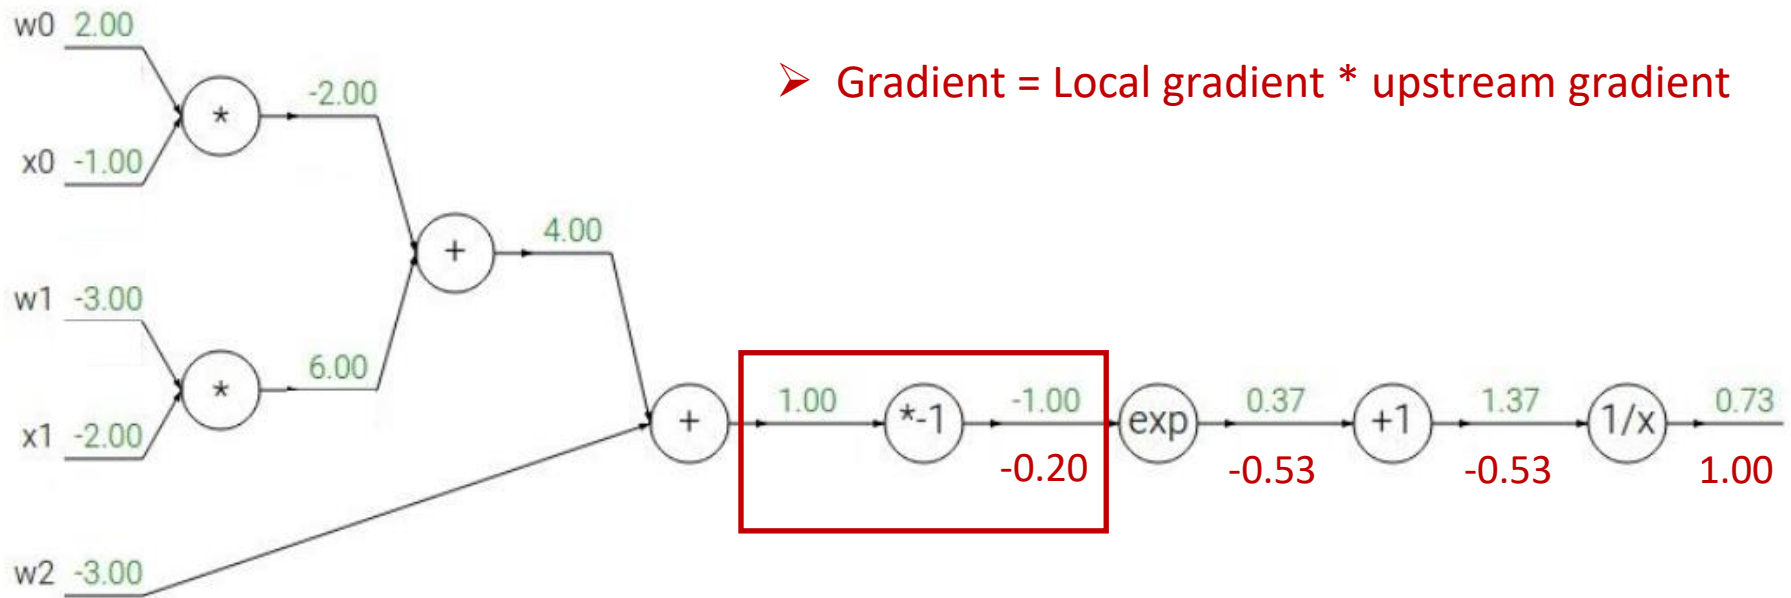 w0 2.00
➢ Gradient = Local gradient * upstream gradient
-2.00
*
x0 -1.00
4.00
+
w1 -3.00
6.00
*
1.00 -1.00 0.37 1.37 0.73
+ *-1 exp +1 1/x
x1 -2.00
-0.20 -0.53 -0.53 1.00
w2 -3.00